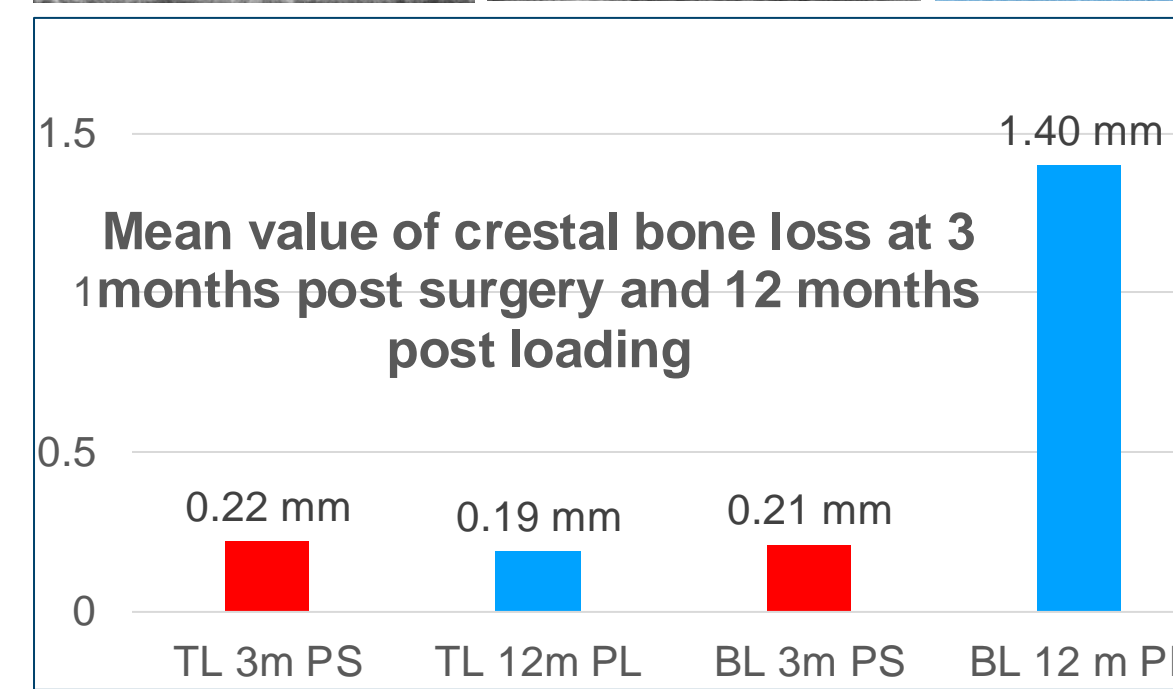 1.5
1.40 mm
Mean value of crestal bone loss at 3
1
months post surgery and 12 months
post loading
0.5
0.22 mm
0.19 mm
0.21 mm
0
TL 3m PS
TL 12m PL
BL 3m PS
BL 12 m PL